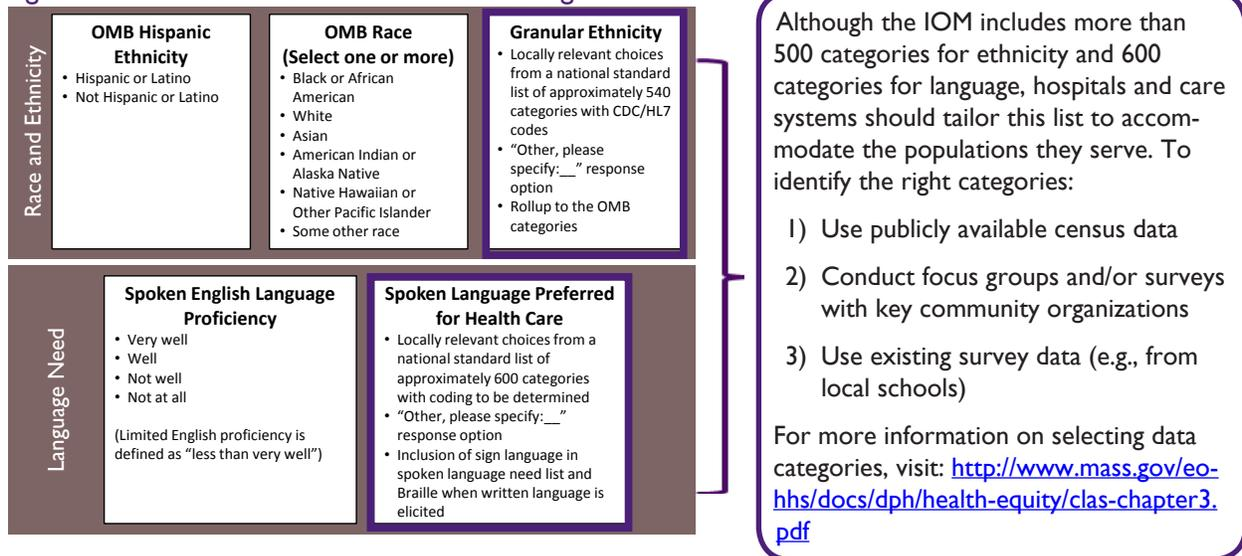 Race and Ethnicity
OMB Hispanic
Ethnicity
• Hispanic or Latino
• Not Hispanic or Latino
OMB Race
(Select one or more)
• Black or African
American
• White
• Asian
• American Indian or
Alaska Native
• Native Hawaiian or
Other Pacific Islander
• Some other race
Granular Ethnicity
• Locally relevant choices
from a national standard
list of approximately 540
categories with CDC/HL7
codes
• “Other, please
specify:__” response
option
• Rollup to the OMB
categories
Language Need
Spoken English Language
Proficiency
• Very well
• Well
• Not well
• Not at all
(Limited English proficiency is
defined as “less than very well”)
Spoken Language Preferred
for Health Care
• Locally relevant choices from a
national standard list of
approximately 600 categories
with coding to be determined
• “Other, please specify:__”
response option
• Inclusion of sign language in
spoken language need list and
Braille when written language is
elicited
Although the IOM includes more than
500 categories for ethnicity and 600
categories for language, hospitals and care
systems should tailor this list to accom-
modate the populations they serve. To
identify the right categories:
1) Use publicly available census data
2) Conduct focus groups and/or surveys
with key community organizations
3) Use existing survey data (e.g., from
local schools)
For more information on selecting data
categories, visit: http://www.mass.gov/eo-
hhs/docs/dph/health-equity/clas-chapter3.
pdf